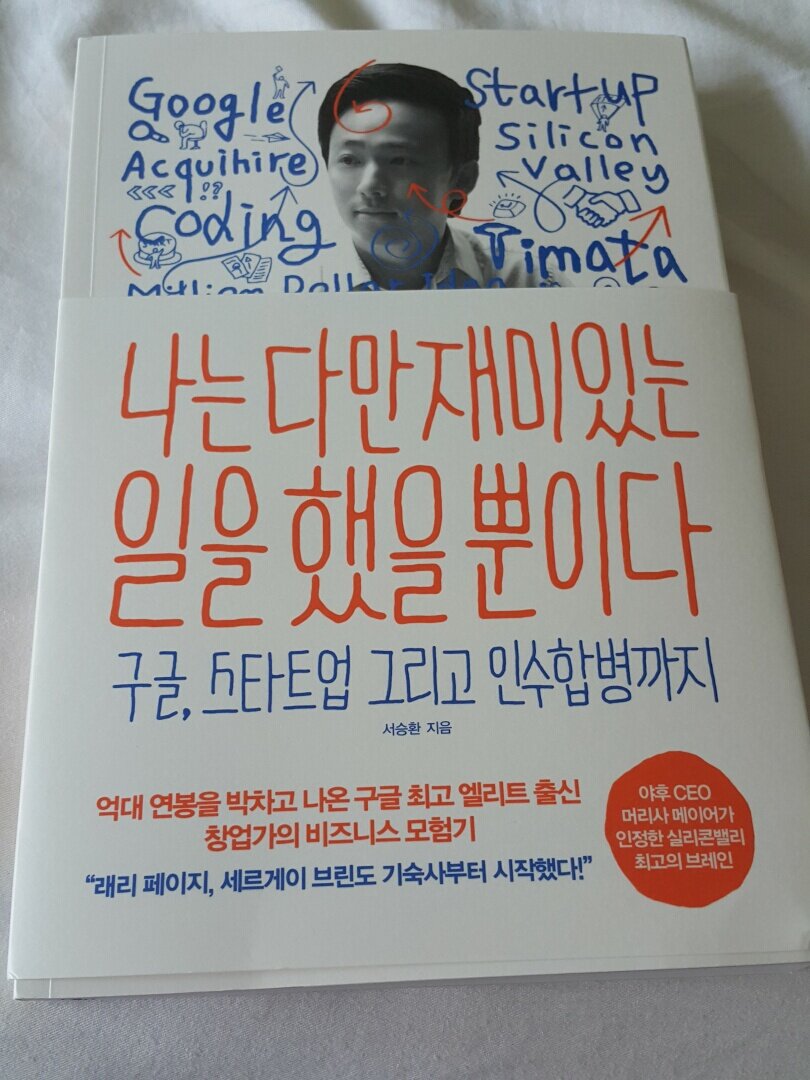 Google
Startup
Acquihire
Silicon
Valley
!?
Coding
Timata
Million Dollar Idea
나는 다만 재미있는
일을 했을 뿐이다
구글, 스타트업 그리고 인수합병까지
서승환 지음
억대 연봉을 박차고 나온 구글 최고 엘리트 출신
창업가의 비즈니스 모험기
“래리 페이지, 세르게이 브린도 기숙사부터 시작했다!”
야후 CEO
머리사 메이어가
인정한 실리콘밸리
최고의 브레인